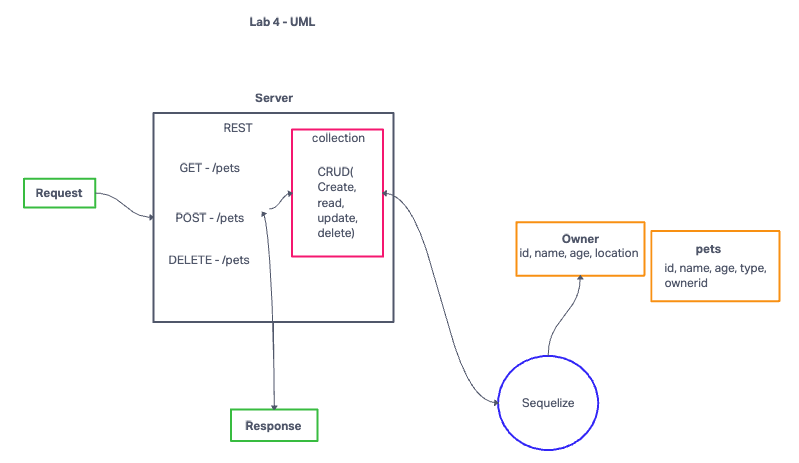 Lab 4 - UML
Server
REST
collection
GET - /pets
CRUD(
Create,
read,
update,
delete)
Request
POST - /pets
DELETE - /pets
Owner
id, name, age, location
pets
id, name, age, type,
ownerid
Sequelize
Response